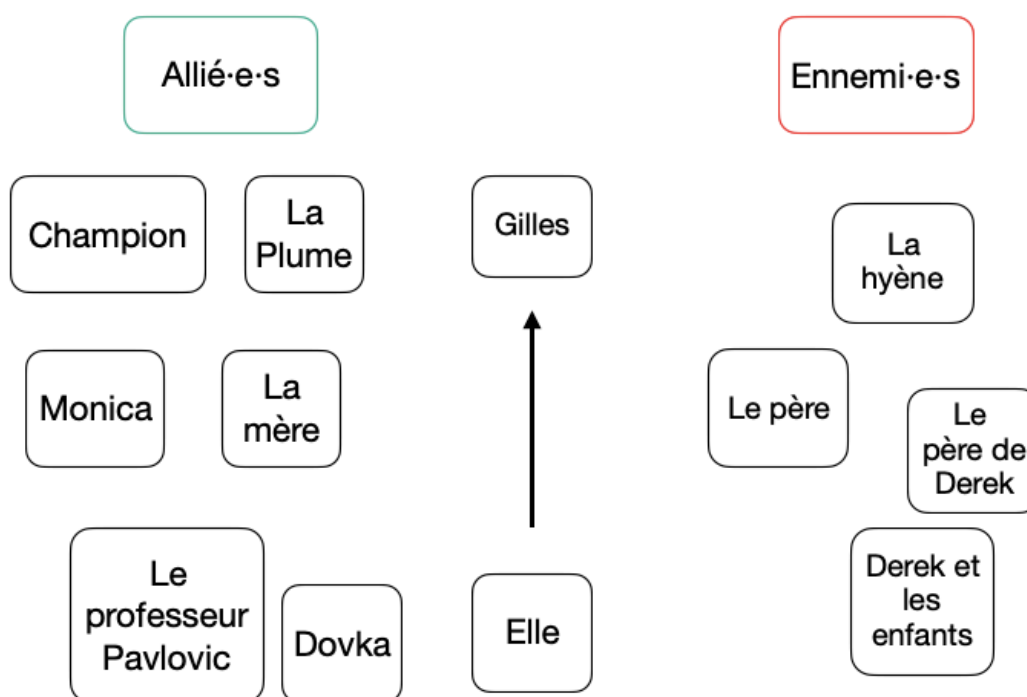 Allié·e·s
Ennemi·e·s
Champion
La
Plume
Gilles
La
hyène
Monica
La
mère
Le père
Le
père de
Derek
Le
professeur
Pavlovic
Dovka
Elle
Derek et
les
enfants